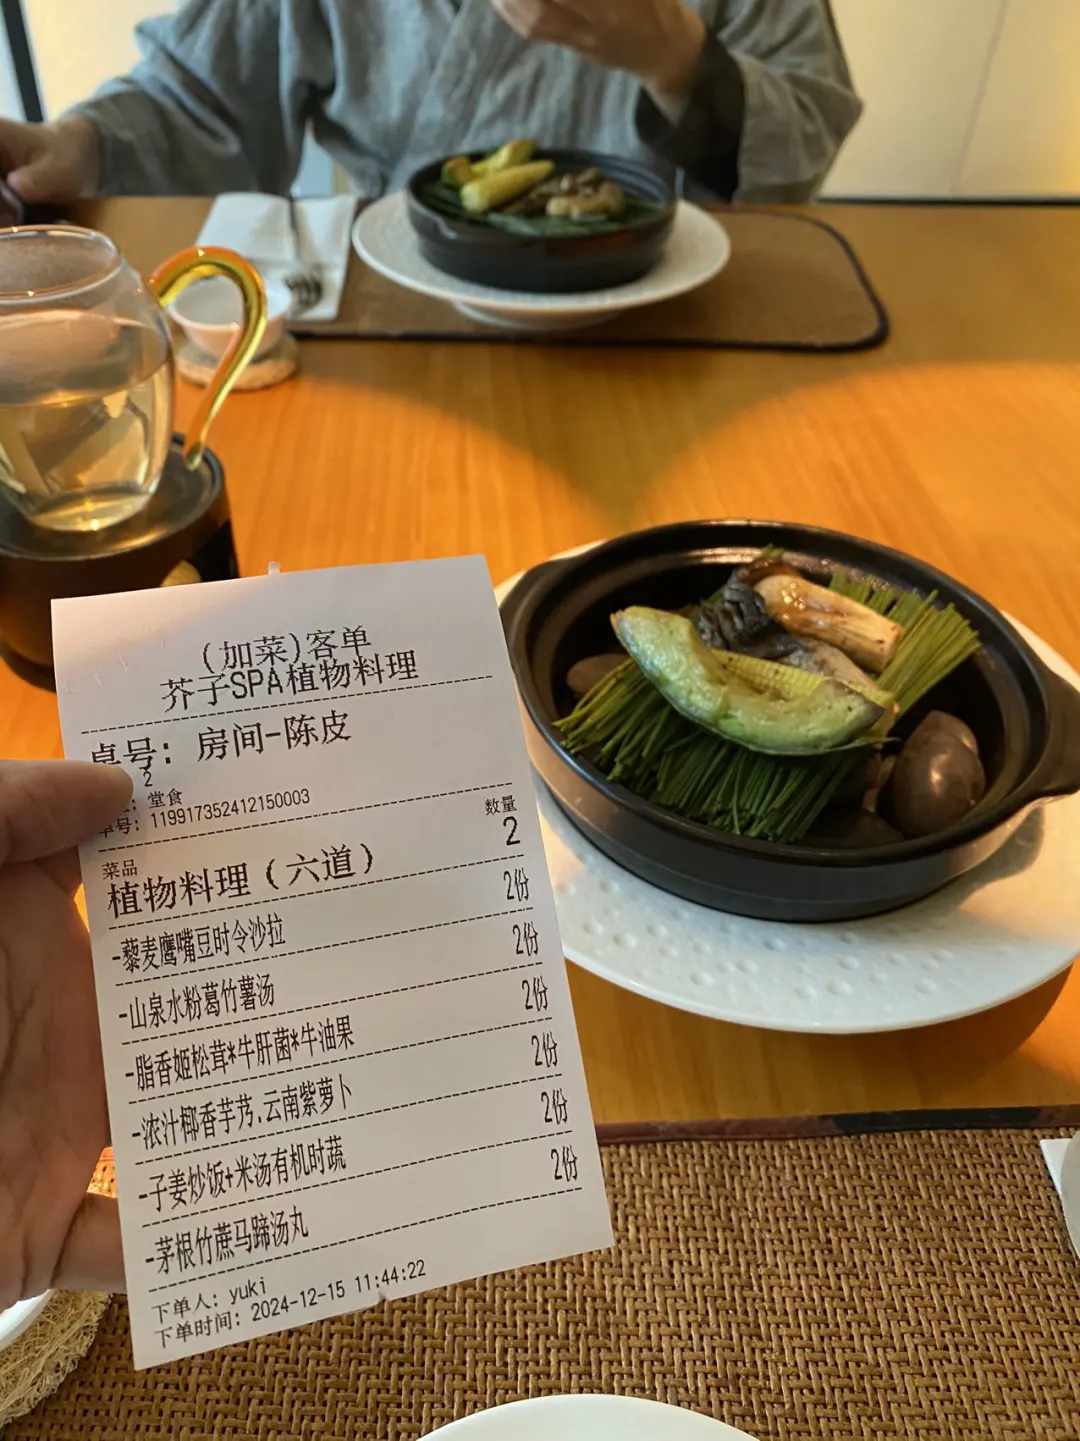 (加菜)客单
芥子SPA植物料理
桌号: 房间-陈皮
2
堂食
单号: 119917352412150003
菜品 数量
植物料理(六道) 2
-藜麦鹰嘴豆时令沙拉 2份
-山泉水粉葛竹薯汤 2份
-脂香姬松茸*牛肝菌*牛油果 2份
-浓汁椰香芋艿.云南紫萝卜 2份
-子姜炒饭+米汤有机时蔬 2份
-茅根竹蔗马蹄汤丸 2份
下单人: yuki
下单时间: 2024-12-15 11:44:22